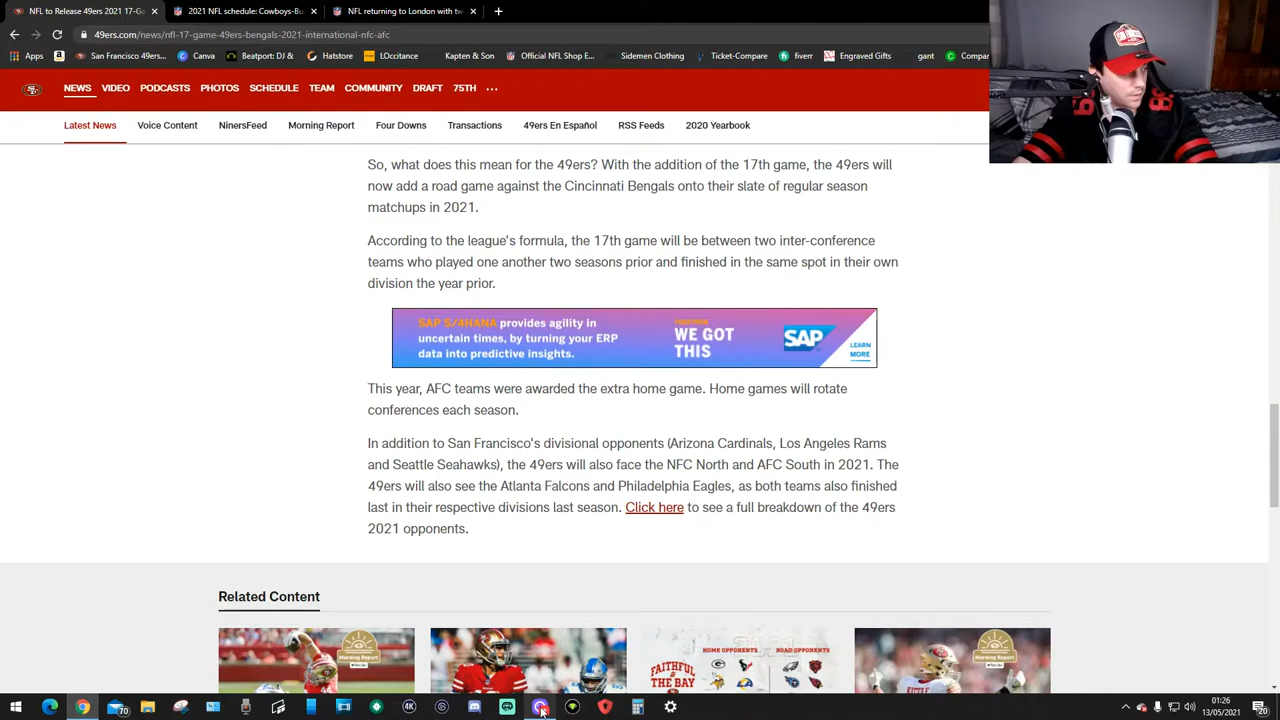 NFL to Release 49ers 2021 17-Ga
2021 NFL schedule: Cowboys-Bu
NFL returning to London with tw
49ers.com/news/nfl-17-game-49ers-bengals-2021-international-nfc-afc
Apps San Francisco 49ers... Canva Beatport: DJ & Hatstore LOccitance Kapten & Son Official NFL Shop E... Sidemen Clothing Ticket-Compare fiverr Engraved Gifts gant Compar
NEWS VIDEO PODCASTS PHOTOS SCHEDULE TEAM COMMUNITY DRAFT 75TH ...
Latest News Voice Content NinersFeed Morning Report Four Downs Transactions 49ers En Español RSS Feeds 2020 Yearbook
So, what does this mean for the 49ers? With the addition of the 17th game, the 49ers will
now add a road game against the Cincinnati Bengals onto their slate of regular season
matchups in 2021.
According to the league's formula, the 17th game will be between two inter-conference
teams who played one another two seasons prior and finished in the same spot in their own
division the year prior.
SAP S/4HANA provides agility in
uncertain times, by turning your ERP
data into predictive insights.
TOGETHER
WE GOT
THIS
SAP
LEARN
MORE
This year, AFC teams were awarded the extra home game. Home games will rotate
conferences each season.
In addition to San Francisco's divisional opponents (Arizona Cardinals, Los Angeles Rams
and Seattle Seahawks), the 49ers will also face the NFC North and AFC South in 2021. The
49ers will also see the Atlanta Falcons and Philadelphia Eagles, as both teams also finished
last in their respective divisions last season. Click here to see a full breakdown of the 49ers
2021 opponents.
Related Content
HOME OPPONENTS
ROAD OPPONENTS
FAITHFUL
THE BAY
70
4K
01:26
13/05/2021
20